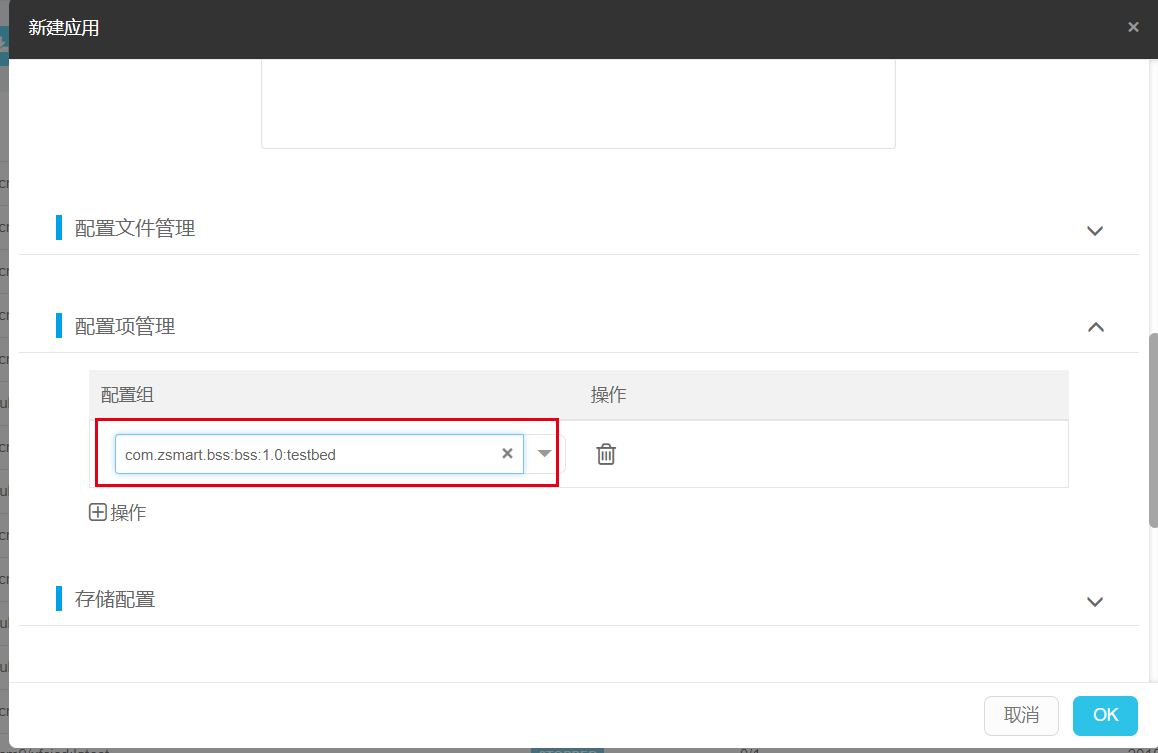 新建应用
配置文件管理
配置项管理
配置组 操作
com.zsmart.bss:bss:1.0:testbed
操作
存储配置
取消 OK